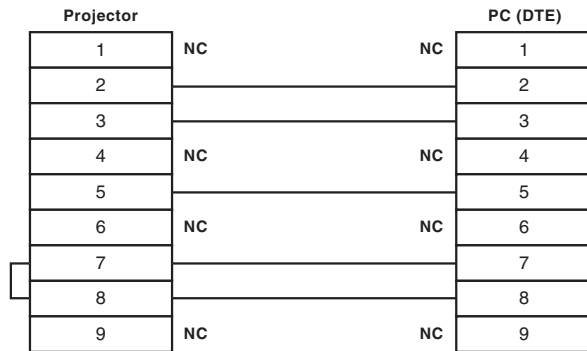 Projector PC (DTE)
1 NC NC 1
2 2
3 3
4 NC NC 4
5 5
6 NC NC 6
7 7
8 8
9 NC NC 9